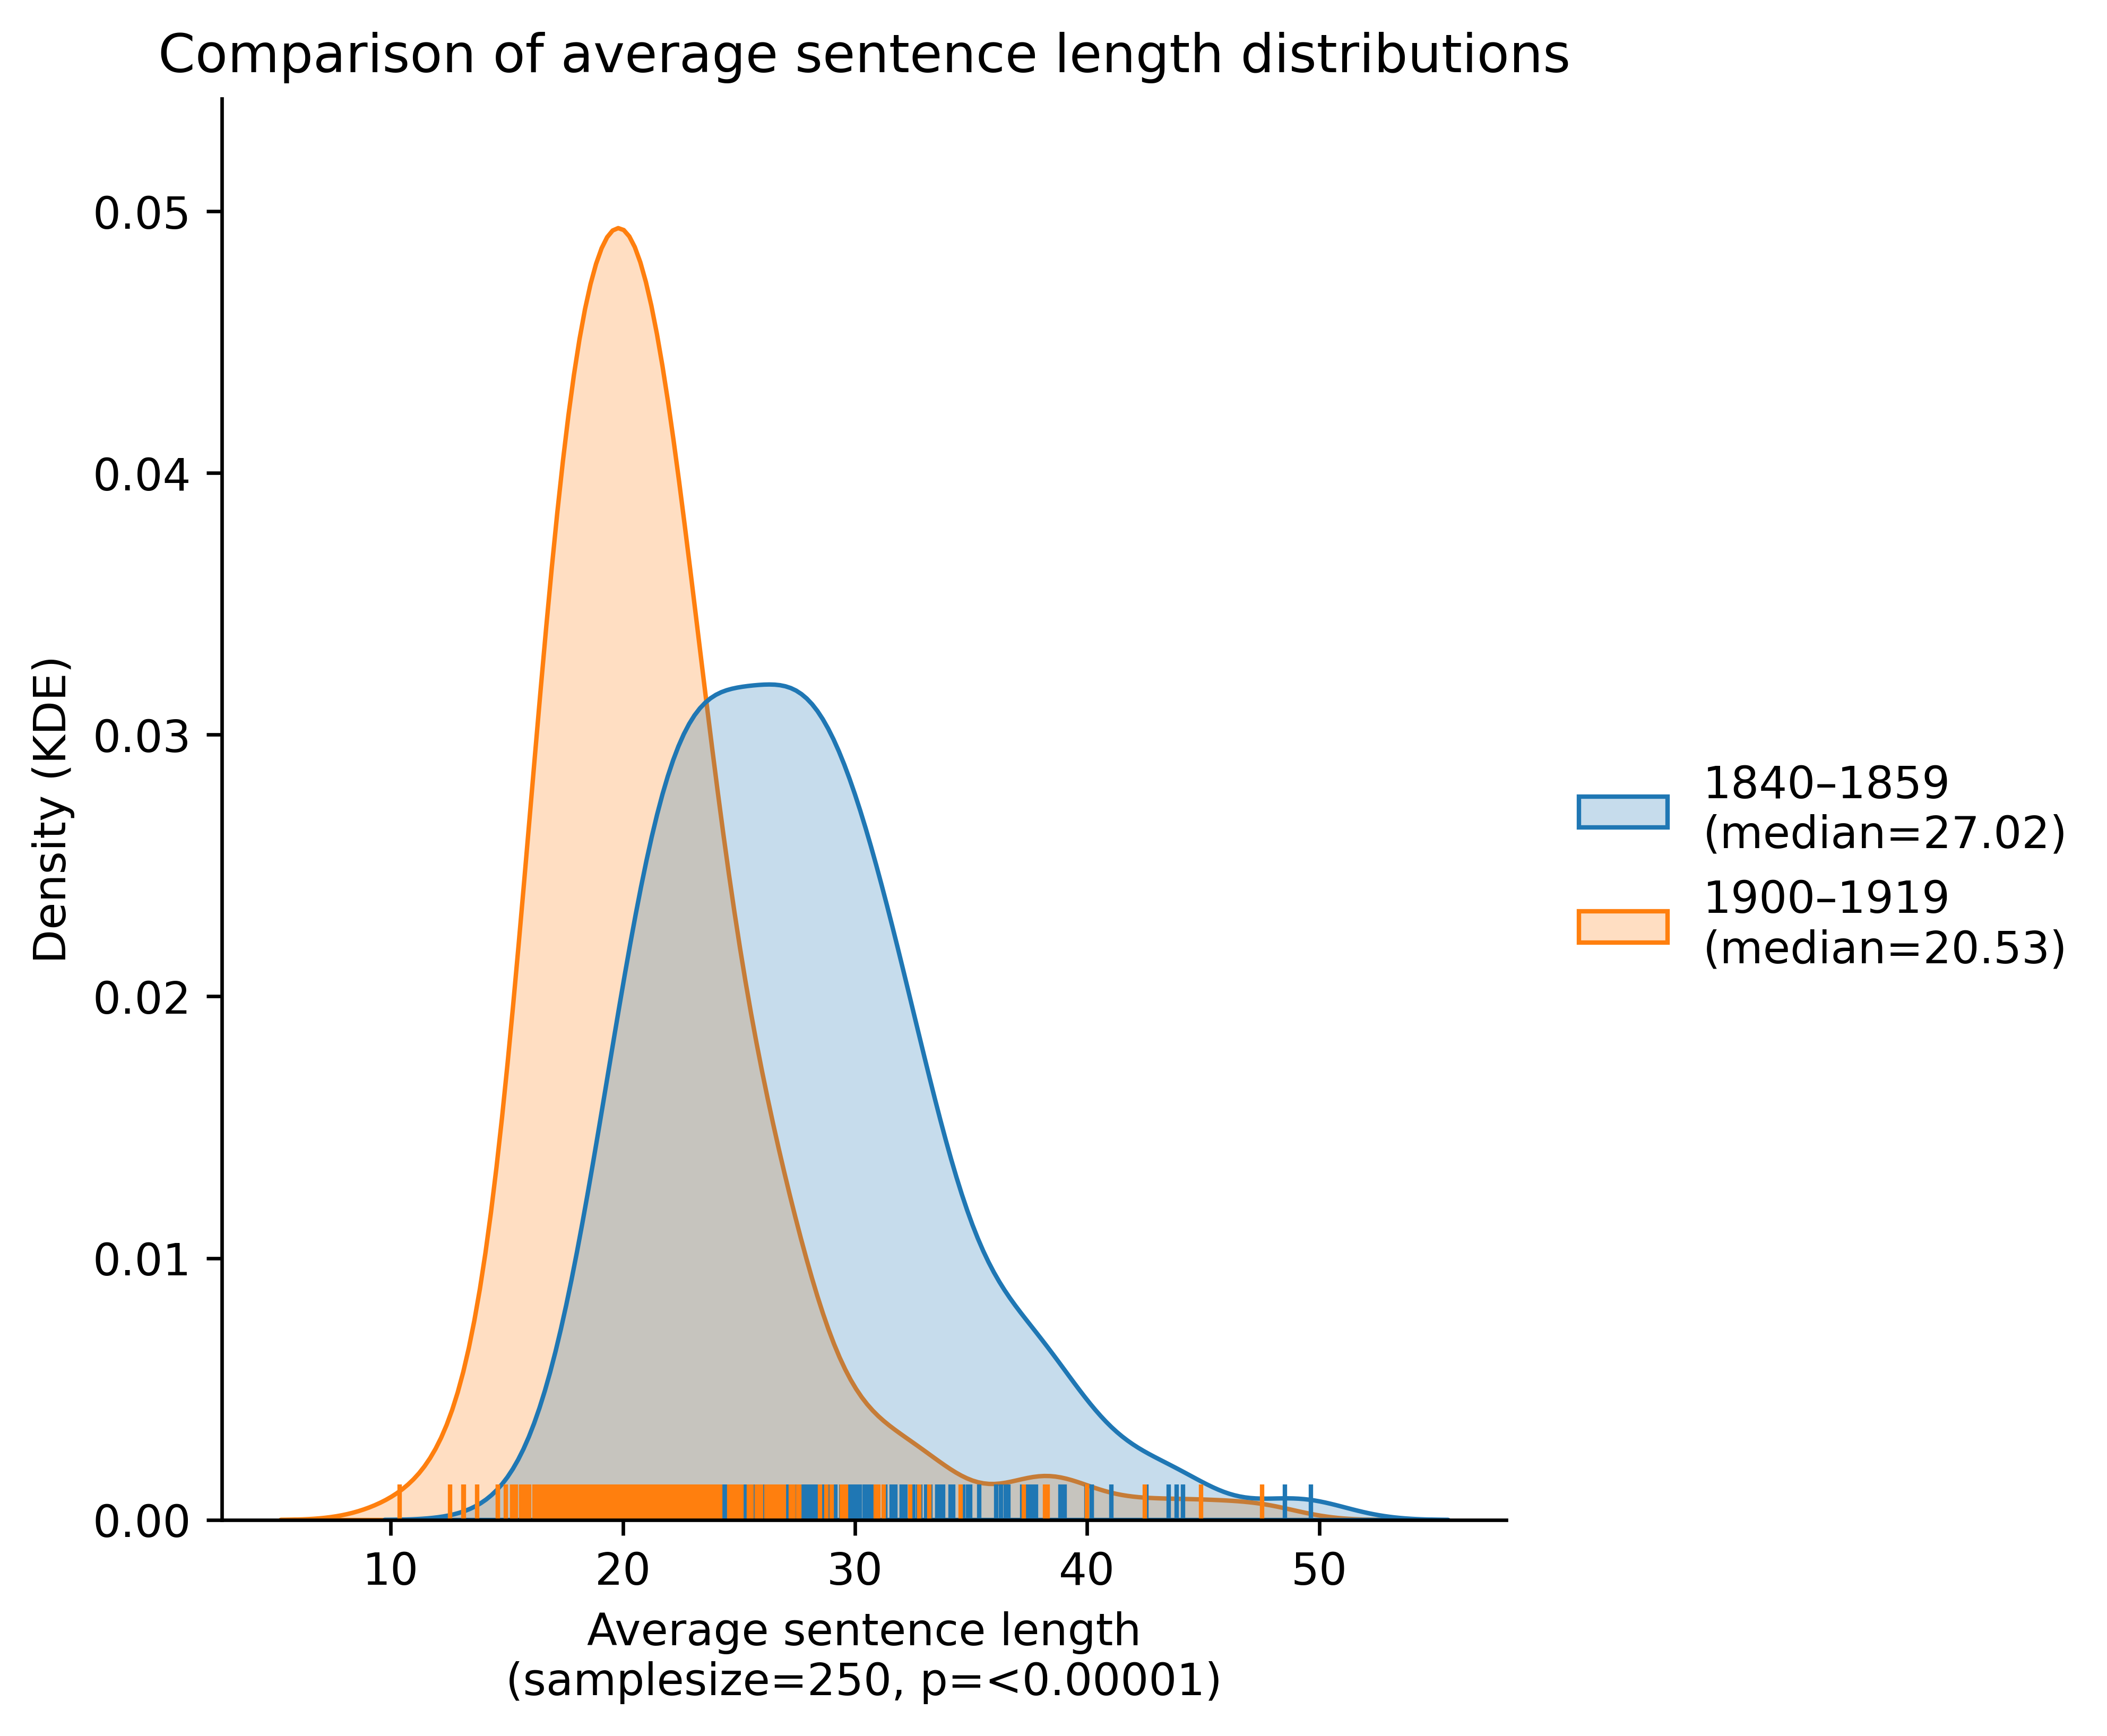 Comparison of average sentence length distributions
0.05
0.04
0.03
0.02
0.01
0.00
Density (KDE)
10 20 30 40 50
Average sentence length
(samplesize=250, p=<0.00001)
1840–1859
(median=27.02)
1900–1919
(median=20.53)